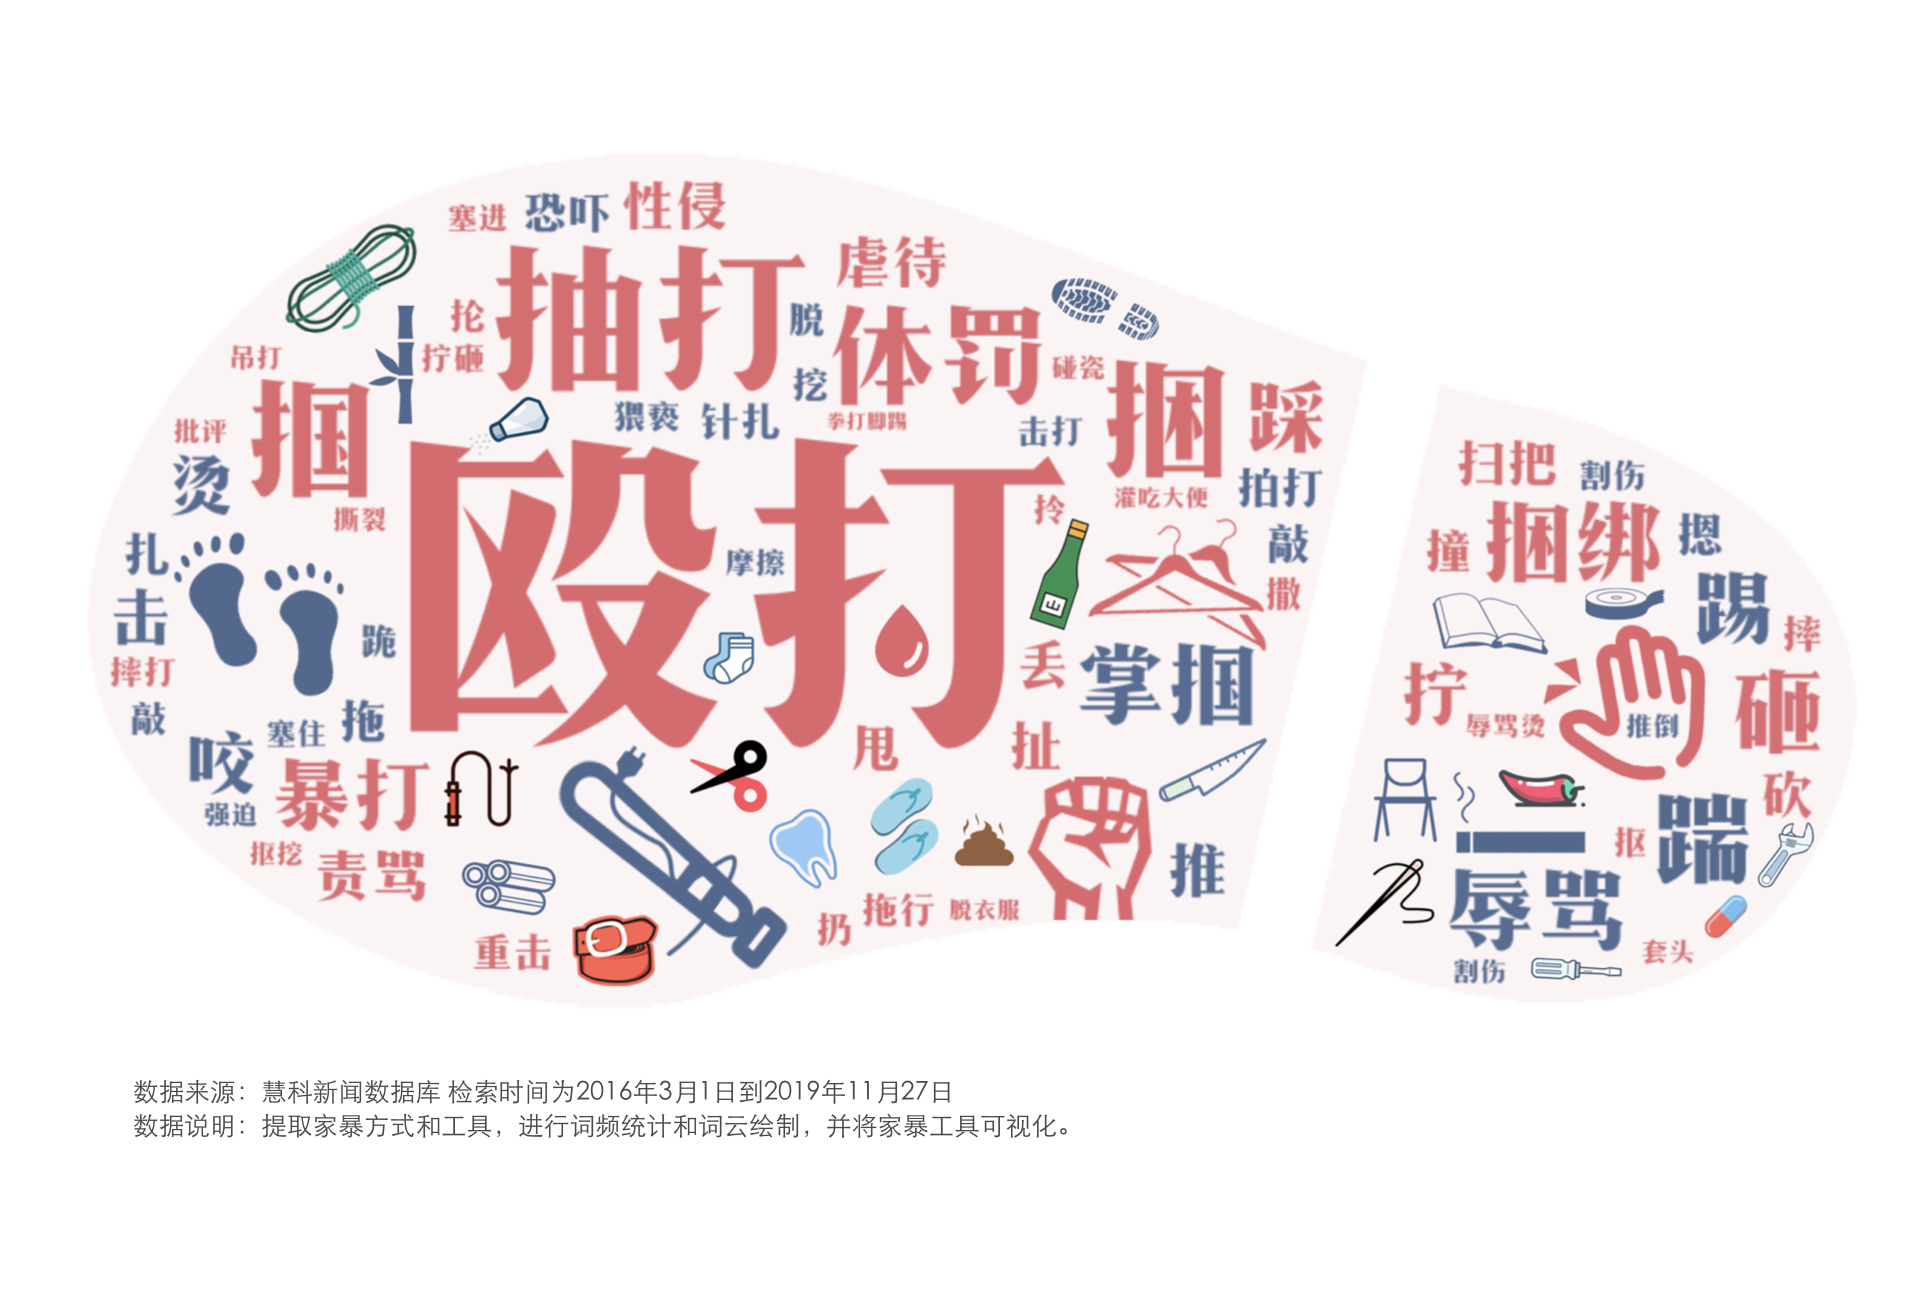 塞进 恐吓 性侵
抽打 虐待
抡 脱 体罚
吊打 拧砸 挖 碰瓷 捆 踩
批评 掴 猥亵 针扎 拳打脚踢 击打
烫 撕裂 殴打 拎 灌吃大便 拍打
扎 摩擦 敲
击 跪 撒
摔打 丢 掌掴
敲 塞住 拖
咬 甩 扯
强迫 暴打
抠挖 责骂 推
重击 扔 拖行 脱衣服
扫把 割伤
撞 捆绑 摁
踢 摔
拧 辱骂烫 推倒 砸
砍
抠 踹
辱骂
割伤 套头
山
数据来源：慧科新闻数据库 检索时间为2016年3月1日到2019年11月27日
数据说明：提取家暴方式和工具，进行词频统计和词云绘制，并将家暴工具可视化。